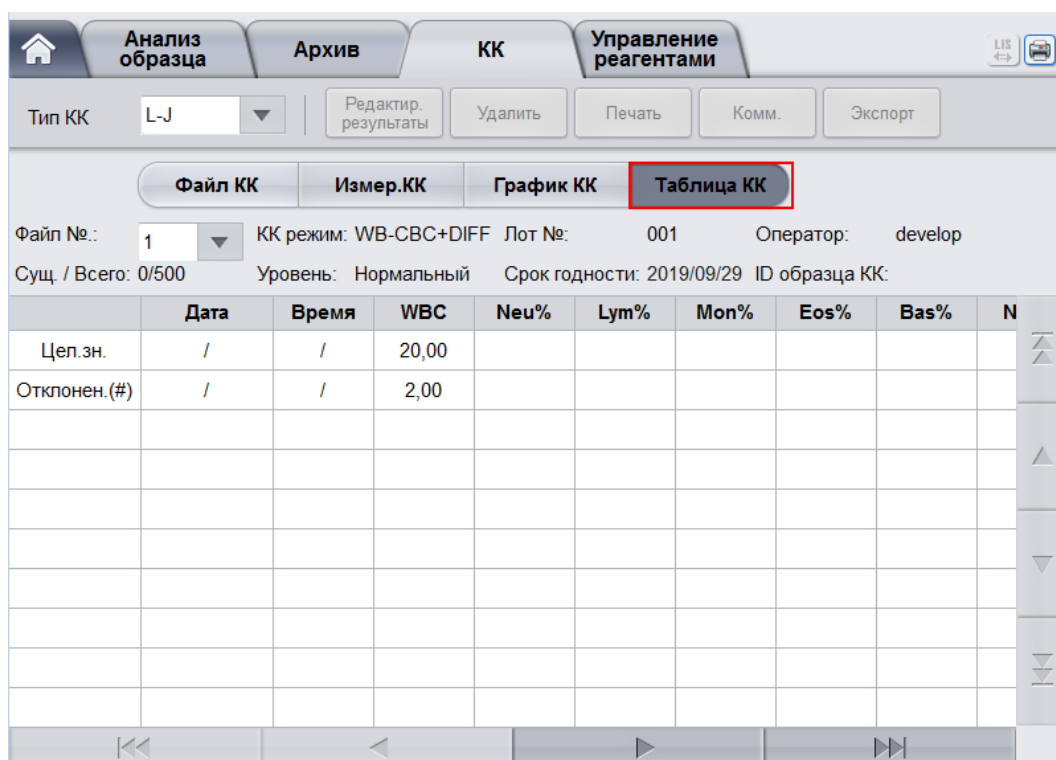 Анализ образца Архив КК Управление реагентами LIS
Тип КК L-J Редактир. результаты Удалить Печать Комм. Экспорт
Файл КК Измер.КК График КК Таблица КК
Файл №.: 1 КК режим: WB-CBC+DIFF Лот №: 001 Оператор: develop
Сущ. / Всего: 0/500 Уровень: Нормальный Срок годности: 2019/09/29 ID образца КК:
Дата Время WBC Neu% Lym% Mon% Eos% Bas% N
Цел.зн. / / 20,00
Отклонен.(#) / / 2,00